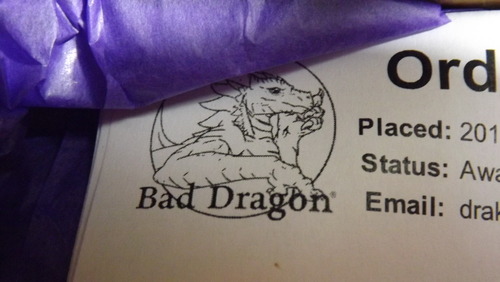 Ord
Placed: 201
Status: Awa
Email: drak
Bad Dragon®